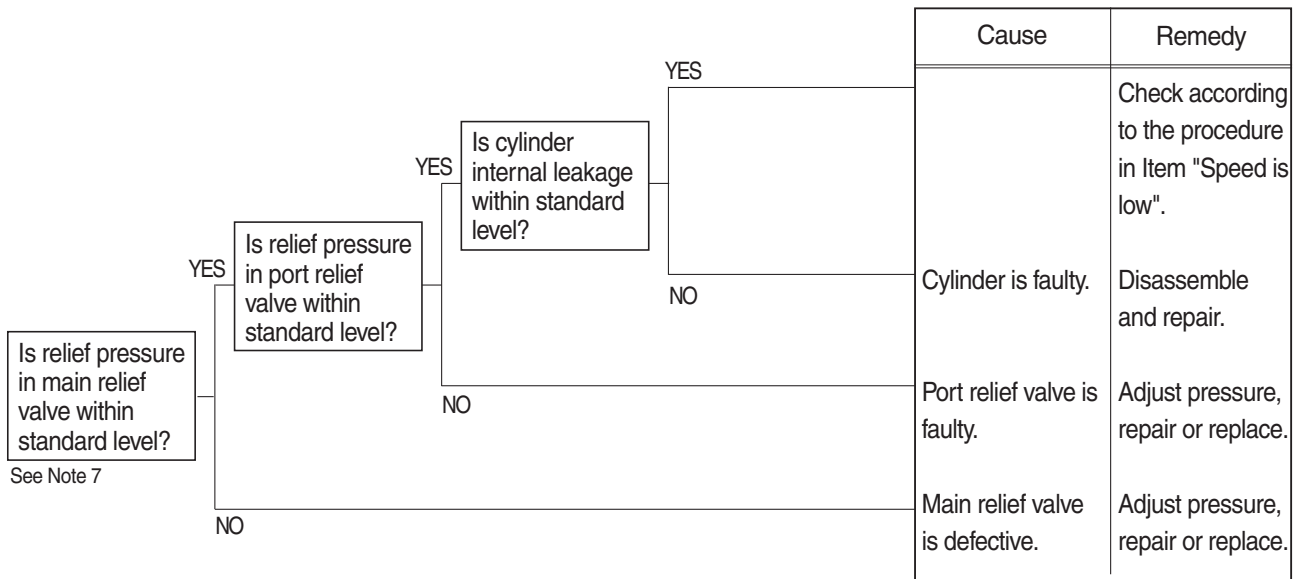 Cause
Remedy
YES
Check according
to the procedure
in Item "Speed is
low".
Is cylinder
internal leakage
within standard
level?
YES
NO
Cylinder is faulty.
Disassemble
and repair.
Is relief pressure
in port relief
valve within
standard level?
YES
NO
Port relief valve is
faulty.
Adjust pressure,
repair or replace.
Is relief pressure
in main relief
valve within
standard level?
See Note 7
NO
Main relief valve
is defective.
Adjust pressure,
repair or replace.